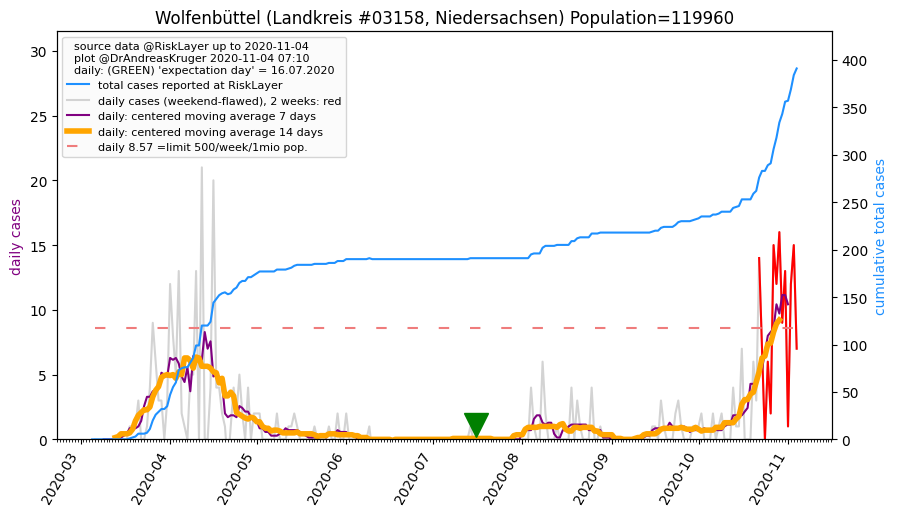 Wolfenbüttel (Landkreis #03158, Niedersachsen) Population=119960
source data @RiskLayer up to 2020-11-04
plot @DrAndreasKruger 2020-11-04 07:10
daily: (GREEN) 'expectation day' = 16.07.2020
total cases reported at RiskLayer
daily cases (weekend-flawed), 2 weeks: red
daily: centered moving average 7 days
daily: centered moving average 14 days
daily 8.57 =limit 500/week/1mio pop.
daily cases
30
25
20
15
10
5
0
cumulative total cases
400
350
300
250
200
150
100
50
0
2020-03
2020-04
2020-05
2020-06
2020-07
2020-08
2020-09
2020-10
2020-11